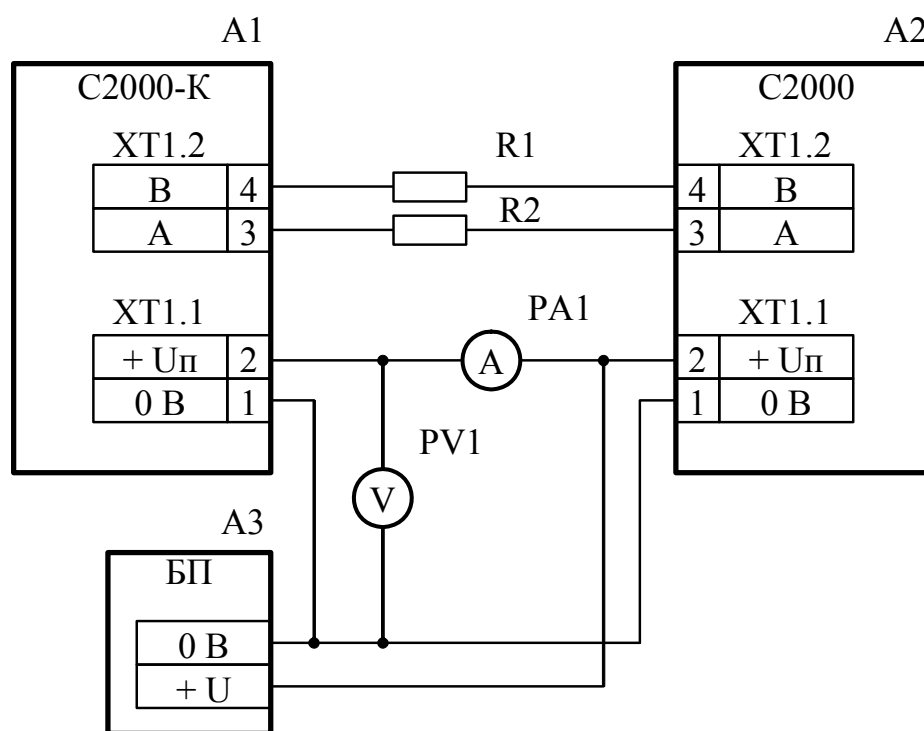 A1
A2
С2000-К
С2000
XT1.2
R1
XT1.2
B
4
4
B
A
3
R2
3
A
XT1.1
PA1
XT1.1
+ Uп
2
A
2
+ Uп
0 В
1
1
0 В
PV1
V
A3
БП
0 В
+ U